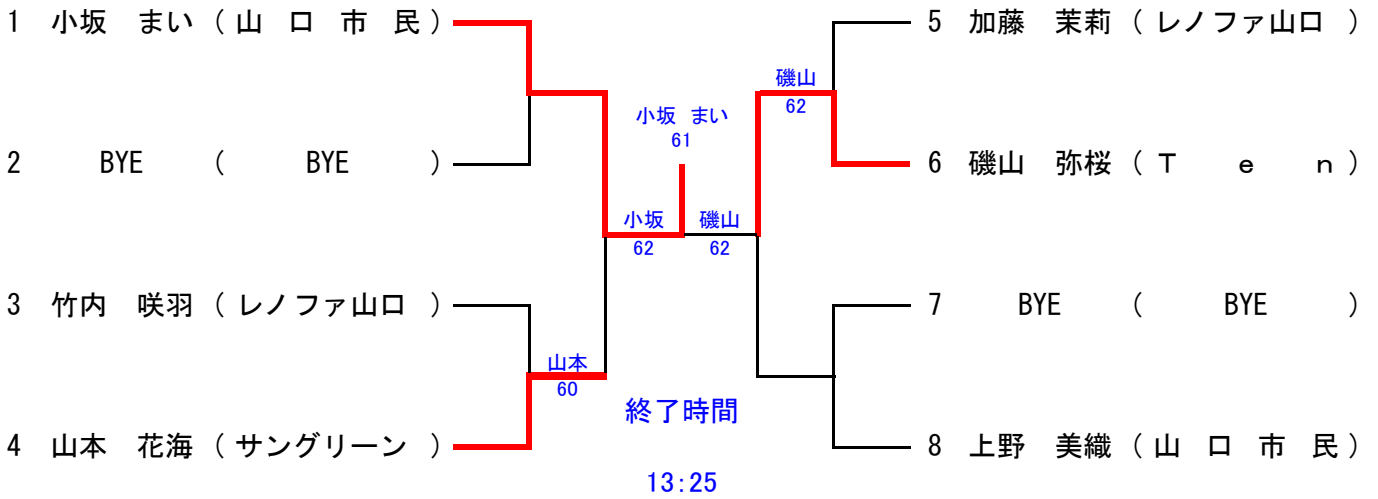 1 小坂 まい ( 山 口 市 民 )
2 BYE ( BYE )
3 竹内 咲羽 ( レノファ山口 )
4 山本 花海 ( サングリーン )
山本
60
小坂
62
小坂 まい
61
磯山
62
磯山
62
終了時間
13:25
5 加藤 茉莉 ( レノファ山口 )
6 磯山 弥桜 ( Ｔ ｅ ｎ )
7 BYE ( BYE )
8 上野 美織 ( 山 口 市 民 )